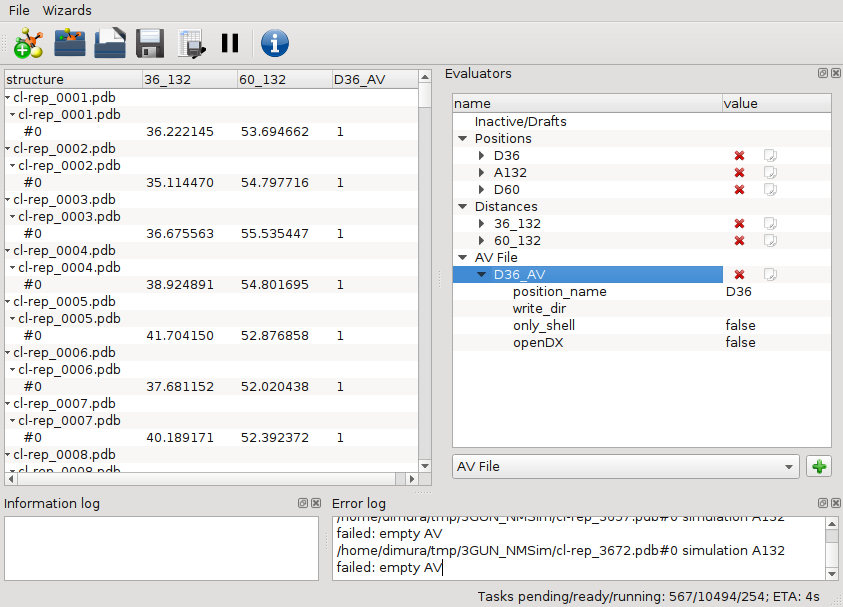 File Wizards
structure 36_132 60_132 D36_AV
cl-rep_0001.pdb
cl-rep_0001.pdb
#0 36.222145 53.694662 1
cl-rep_0002.pdb
cl-rep_0002.pdb
#0 35.114470 54.797716 1
cl-rep_0003.pdb
cl-rep_0003.pdb
#0 36.675563 55.535447 1
cl-rep_0004.pdb
cl-rep_0004.pdb
#0 38.924891 54.801695 1
cl-rep_0005.pdb
cl-rep_0005.pdb
#0 41.704150 52.876858 1
cl-rep_0006.pdb
cl-rep_0006.pdb
#0 37.681152 52.020438 1
cl-rep_0007.pdb
cl-rep_0007.pdb
#0 40.189171 52.392372 1
cl-rep_0008.pdb
cl-rep_0008.pdb
Evaluators
name value
Inactive/Drafts
Positions
D36
A132
D60
Distances
36_132
60_132
AV File
D36_AV
position_name D36
write_dir
only_shell false
openDX false
AV File
Information log
Error log
/home/dimura/tmp/3GUN_NMSim/cl-rep_3657.pdb#0 simulation A132
failed: empty AV
/home/dimura/tmp/3GUN_NMSim/cl-rep_3672.pdb#0 simulation A132
failed: empty AV
Tasks pending/ready/running: 567/10494/254; ETA: 4s